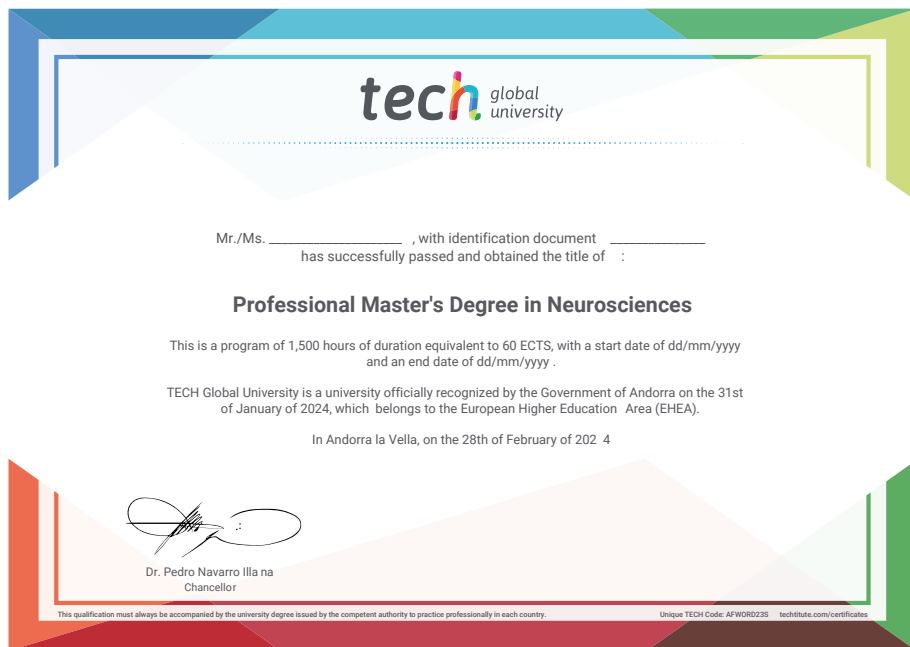 tech global
university
Mr./Ms. ___________________ , with identification document ______________
has successfully passed and obtained the title of :
Professional Master's Degree in Neurosciences
This is a program of 1,500 hours of duration equivalent to 60 ECTS, with a start date of dd/mm/yyyy
and an end date of dd/mm/yyyy .
TECH Global University is a university officially recognized by the Government of Andorra on the 31st
of January of 2024, which belongs to the European Higher Education Area (EHEA).
In Andorra la Vella, on the 28th of February of 202 4
Dr. Pedro Navarro Illa na
Chancellor
This qualification must always be accompanied by the university degree issued by the competent authority to practice professionally in each country.
Unique TECH Code: AFWORD23S techtitute.com/certificates